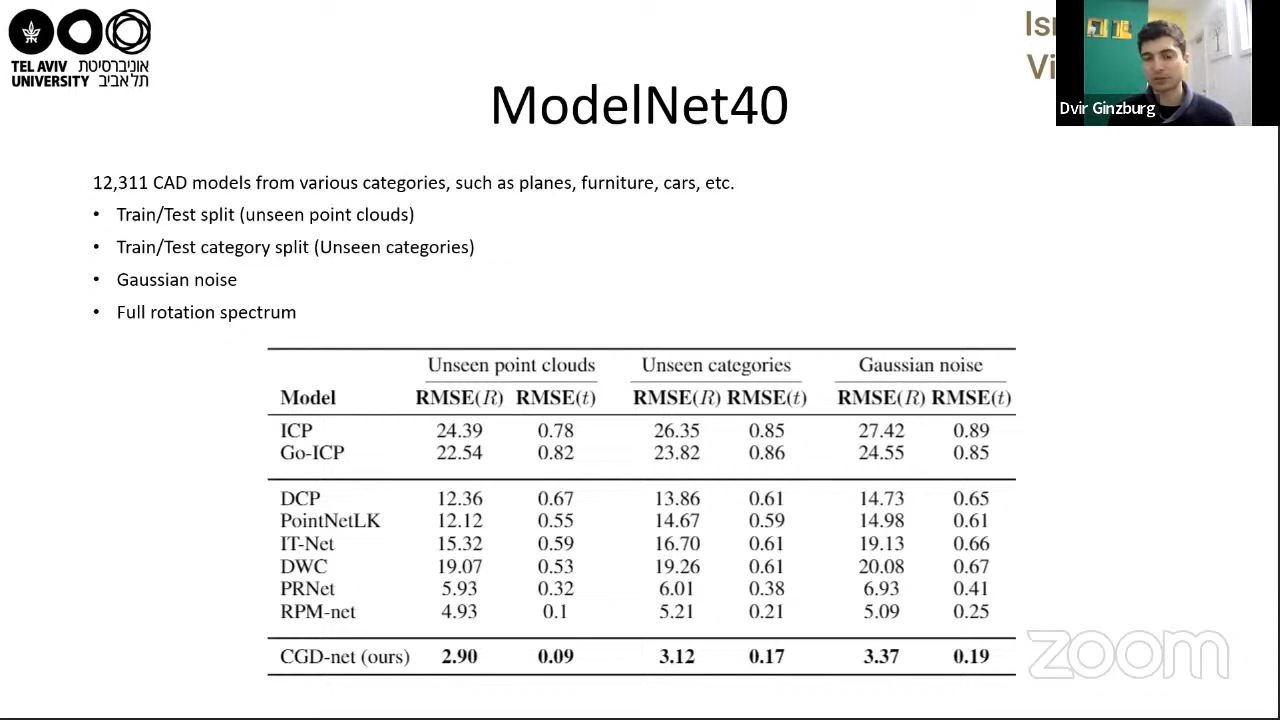 TEL AVIV אוניברסיטת
UNIVERSITY תל אביב
Dvir Ginzburg
ModelNet40
12,311 CAD models from various categories, such as planes, furniture, cars, etc.
• Train/Test split (unseen point clouds)
• Train/Test category split (Unseen categories)
• Gaussian noise
• Full rotation spectrum
Unseen point clouds Unseen categories Gaussian noise
Model RMSE(R) RMSE(t) RMSE(R) RMSE(t) RMSE(R) RMSE(t)
ICP 24.39 0.78 26.35 0.85 27.42 0.89
Go-ICP 22.54 0.82 23.82 0.86 24.55 0.85
DCP 12.36 0.67 13.86 0.61 14.73 0.65
PointNetLK 12.12 0.55 14.67 0.59 14.98 0.61
IT-Net 15.32 0.59 16.70 0.61 19.13 0.66
DWC 19.07 0.53 19.26 0.61 20.08 0.67
PRNet 5.93 0.32 6.01 0.38 6.93 0.41
RPM-net 4.93 0.1 5.21 0.21 5.09 0.25
CGD-net (ours) 2.90 0.09 3.12 0.17 3.37 0.19
zoom